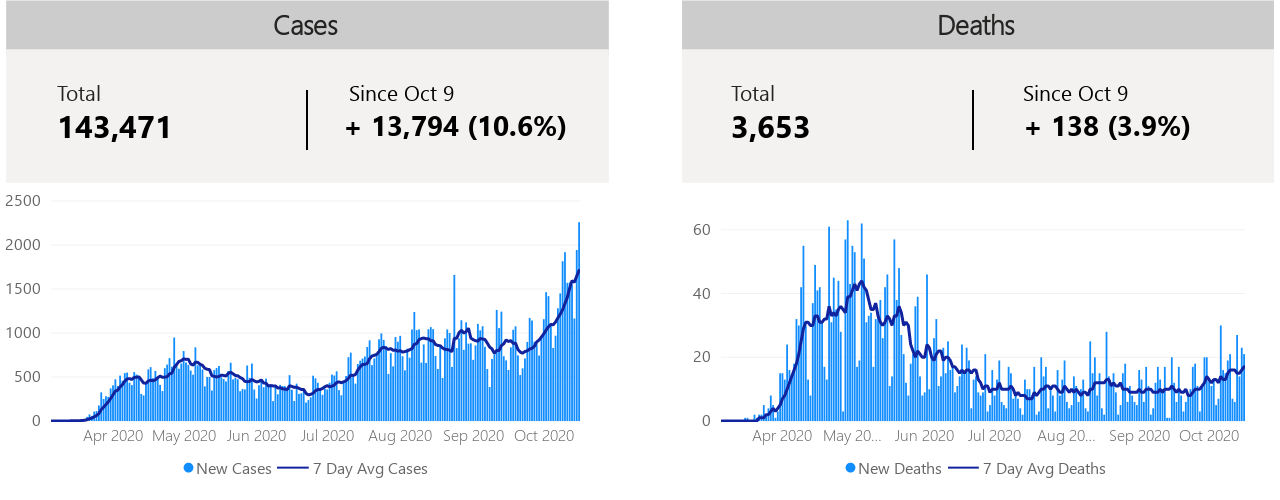 Cases
Total
143,471
Since Oct 9
+ 13,794 (10.6%)
2500
2000
1500
1000
500
0
Apr 2020 May 2020 Jun 2020 Jul 2020 Aug 2020 Sep 2020 Oct 2020
New Cases 7 Day Avg Cases
Deaths
Total
3,653
Since Oct 9
+ 138 (3.9%)
60
40
20
0
Apr 2020 May 20... Jun 2020 Jul 2020 Aug 20... Sep 2020 Oct 2020
New Deaths 7 Day Avg Deaths